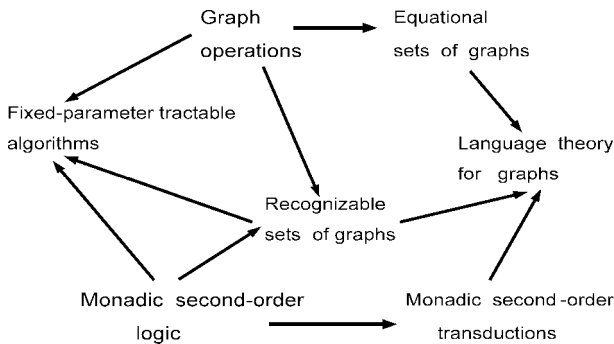 Graph
operations
Equational
sets of graphs
Fixed-parameter tractable
algorithms
Language theory
for graphs
Recognizable
sets of graphs
Monadic second-order
logic
Monadic second-order
transductions